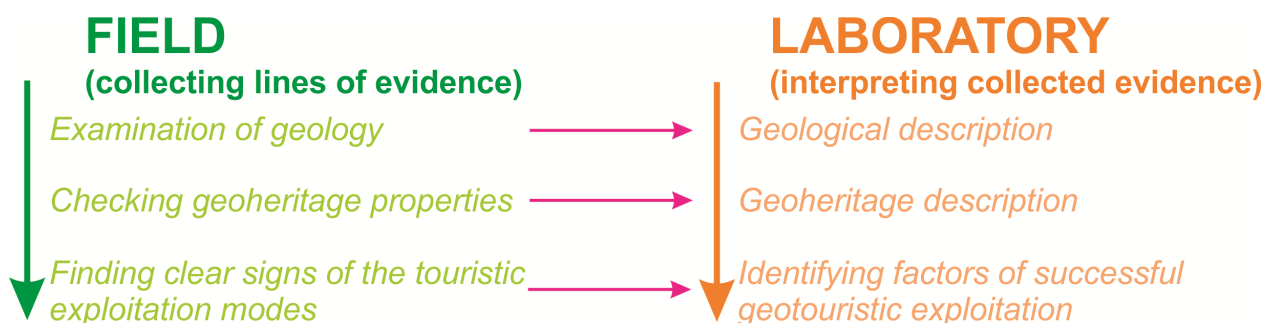 FIELD
(collecting lines of evidence)
Examination of geology
Checking geoheritage properties
Finding clear signs of the touristic
exploitation modes
LABORATORY
(interpreting collected evidence)
Geological description
Geoheritage description
Identifying factors of successful
geotouristic exploitation